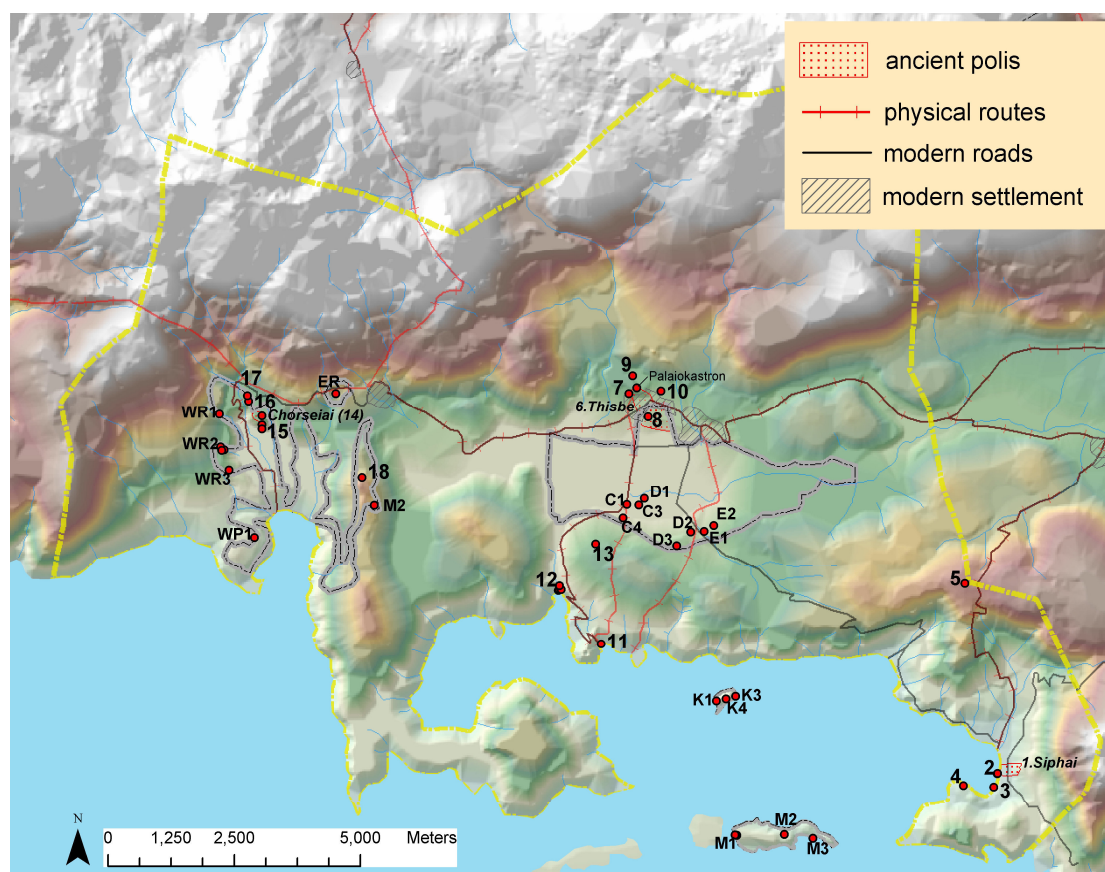 ancient polis
physical routes
modern roads
modern settlement
9
7
Palaiokastron
10
6.Thisbe
8
17
ER
16
WR1
Chorseiai (14)
15
WR2
WR3
18
M2
WP1
C1
D1
C3
C4
D2
E2
E1
D3
13
12
5
11
K1
K3
K4
1.Siphai
2
4
3
M1
M2
M3
N
0 1,250 2,500 5,000 Meters